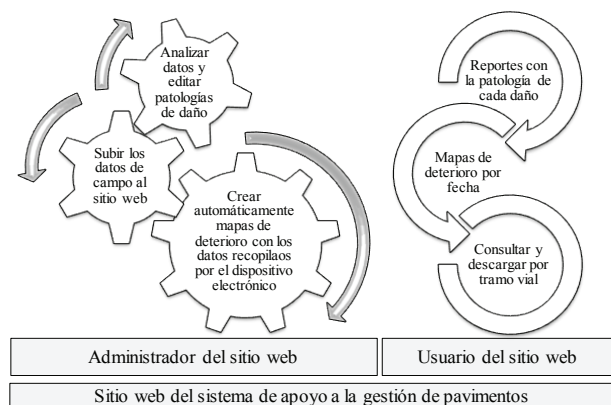 Analizar
datos y
editar
patologías
de daño
Subir los
datos de
campo al
sitio web
Crear
automáticamente
mapas de
deterioro con los
datos recopilaos
por el dispositivo
electrónico
Reportes con
la patología de
cada daño
Mapas de
deterioro por
fecha
Consultar y
descargar por
tramo vial
Administrador del sitio web
Usuario del sitio web
Sitio web del sistema de apoyo a la gestión de pavimentos